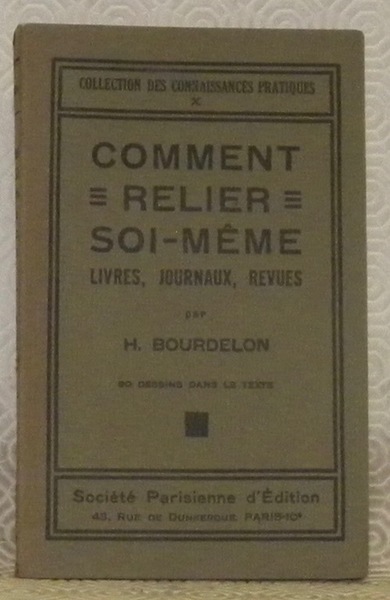 COLLECTION DES CONNAISSANCES PRATIQUES
X
COMMENT
RELIER
SOI-MÊME
LIVRES, JOURNAUX, REVUES
par
H. BOURDELON
DESSINS DANS LE TEXTE
Société Parisienne d'Édition
43, RUE DE DUNKERQUE PARIS-10e